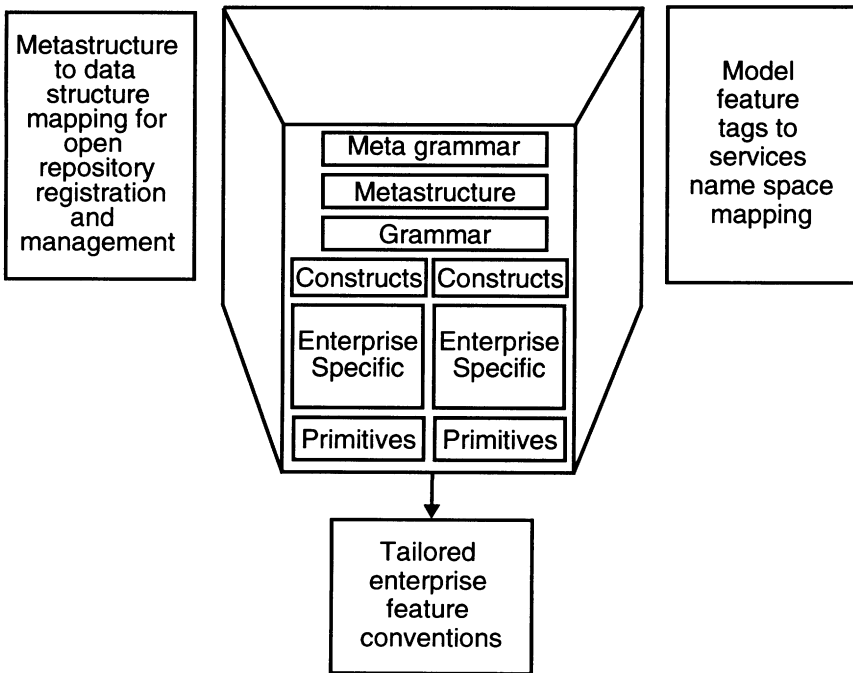 Metastructure
to data
structure
mapping for
open
repository
registration
and
management
Meta grammar
Metastructure
Grammar
Constructs Constructs
Enterprise Enterprise
Specific Specific
Primitives Primitives
Model
feature
tags to
services
name space
mapping
Tailored
enterprise
feature
conventions